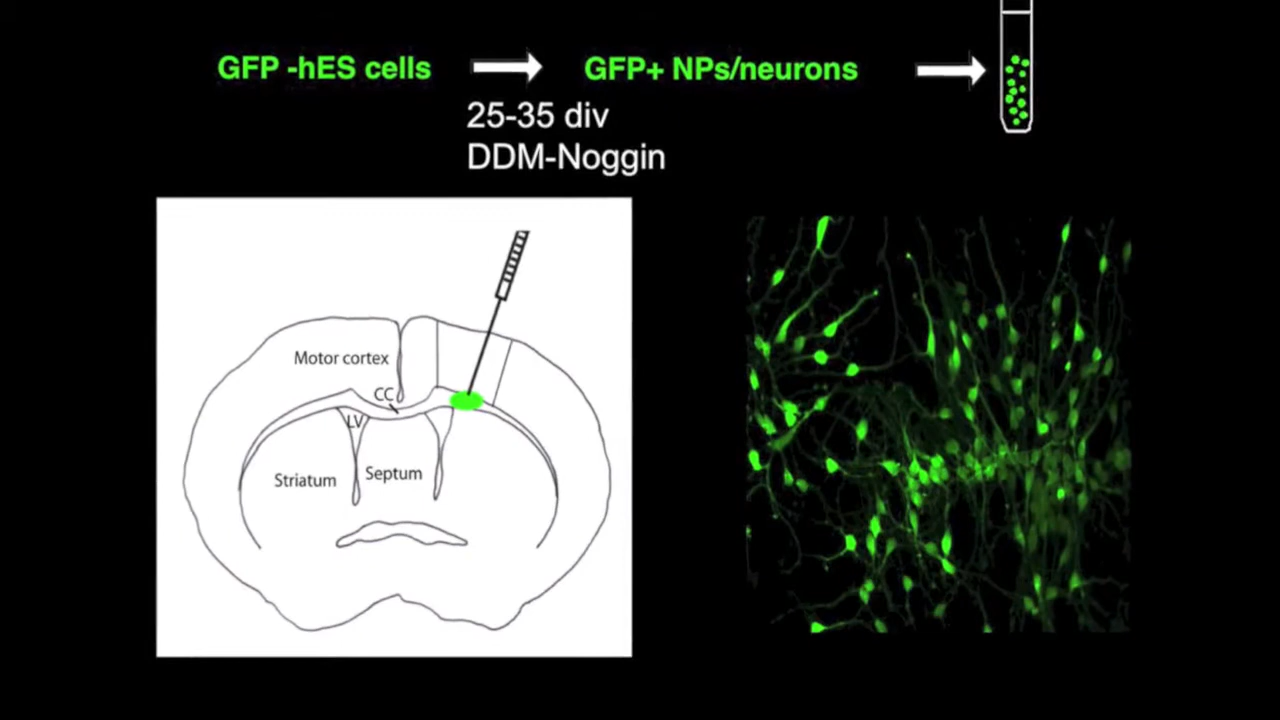 GFP -hES cells
GFP+ NPs/neurons
25-35 div
DDM-Noggin
Motor cortex
CC
LV
Striatum
Septum